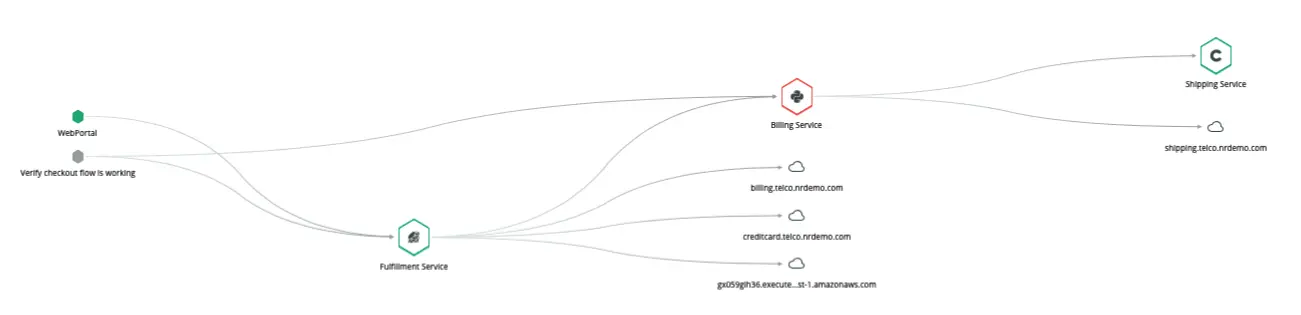 WebPortal
Verify checkout flow is working
Fulfillment Service
Billing Service
billing.telco.nrdemo.com
creditcard.telco.nrdemo.com
gx059gih36.execute...st-1.amazonaws.com
C
Shipping Service
shipping.telco.nrdemo.com